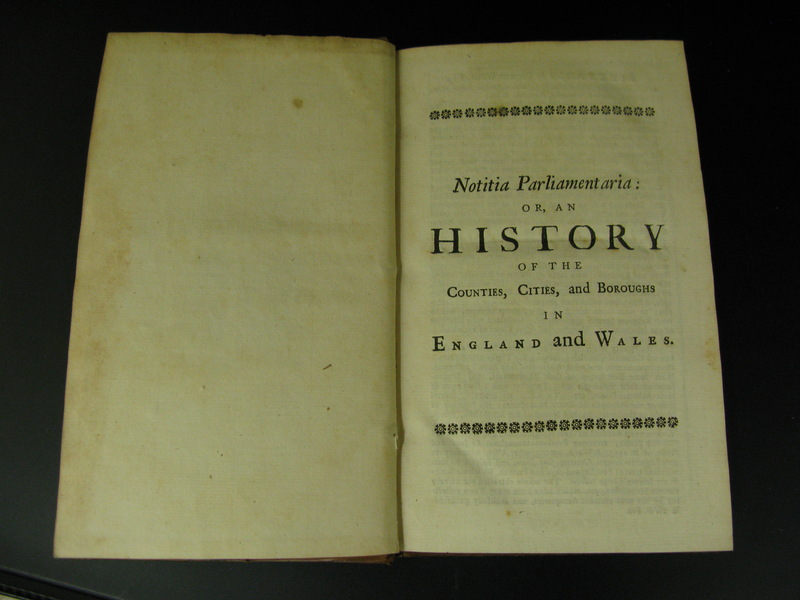 Notitia Parliamentaria:
OR, AN
HISTORY
OF THE
COUNTIES, CITIES, and BOROUGHS
IN
ENGLAND and WALES.